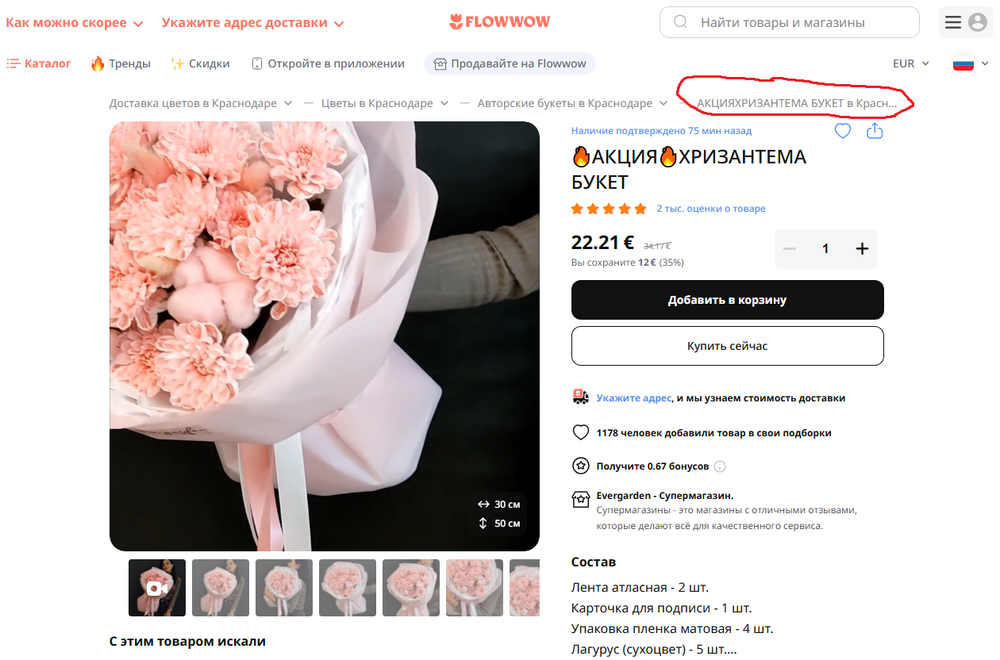 Как можно скорее
Укажите адрес доставки
FLOWWOW
Найти товары и магазины
Каталог
Тренды
Скидки
Откройте в приложении
Продавайте на Flowwow
EUR
Доставка цветов в Краснодаре — Цветы в Краснодаре — Авторские букеты в Краснодаре — АКЦИЯХРИЗАНТЕМА БУКЕТ в Красн...
Наличие подтверждено 75 мин назад
🔥АКЦИЯ🔥ХРИЗАНТЕМА
БУКЕТ
2 тыс. оценки о товаре
22.21 € 34.17 €
Вы сохраните 12 € (35%)
1
Добавить в корзину
Купить сейчас
Укажите адрес, и мы узнаем стоимость доставки
1178 человек добавили товар в свои подборки
Получите 0.67 бонусов
Evergarden - Супермагазин.
Супермагазины - это магазины с отличными отзывами,
которые делают всё для качественного сервиса.
30 см
50 см
Состав
Лента атласная - 2 шт.
Карточка для подписи - 1 шт.
Упаковка пленка матовая - 4 шт.
Лагурус (сухоцвет) - 5 шт....
С этим товаром искали